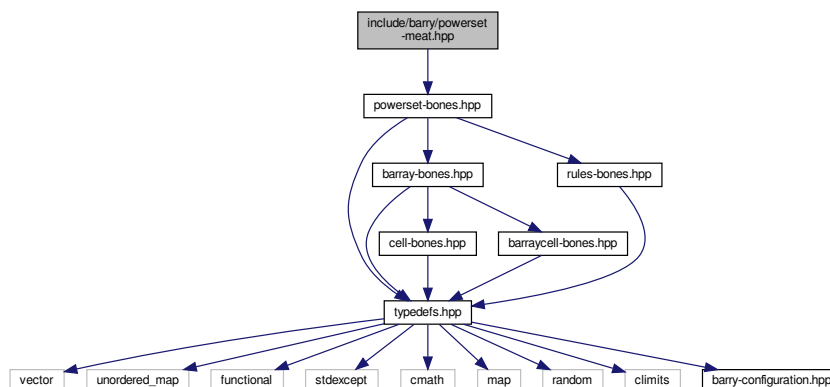 include/barry/powerset
-meat.hpp
powerset-bones.hpp
barray-bones.hpp
rules-bones.hpp
cell-bones.hpp
barraycell-bones.hpp
typedefs.hpp
vector
unordered_map
functional
stdexcept
cmath
map
random
climits
barry-configuration.hpp